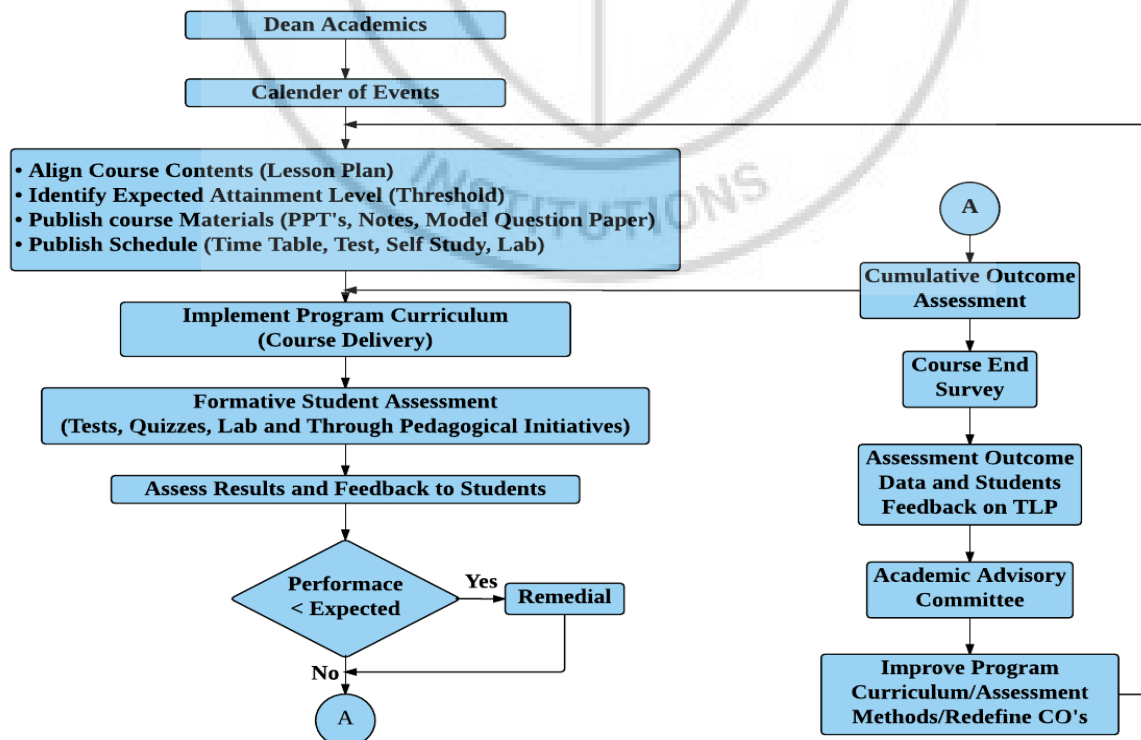 Dean Academics
Calender of Events
• Align Course Contents (Lesson Plan)
• Identify Expected Attainment Level (Threshold)
• Publish course Materials (PPT's, Notes, Model Question Paper)
• Publish Schedule (Time Table, Test, Self Study, Lab)
Implement Program Curriculum
(Course Delivery)
Formative Student Assessment
(Tests, Quizzes, Lab and Through Pedagogical Initiatives)
Assess Results and Feedback to Students
Performace
< Expected
Yes
Remedial
No
A
A
Cumulative Outcome
Assessment
Course End
Survey
Assessment Outcome
Data and Students
Feedback on TLP
Academic Advisory
Committee
Improve Program
Curriculum/Assessment
Methods/Redefine CO's
INSTITUTIONS